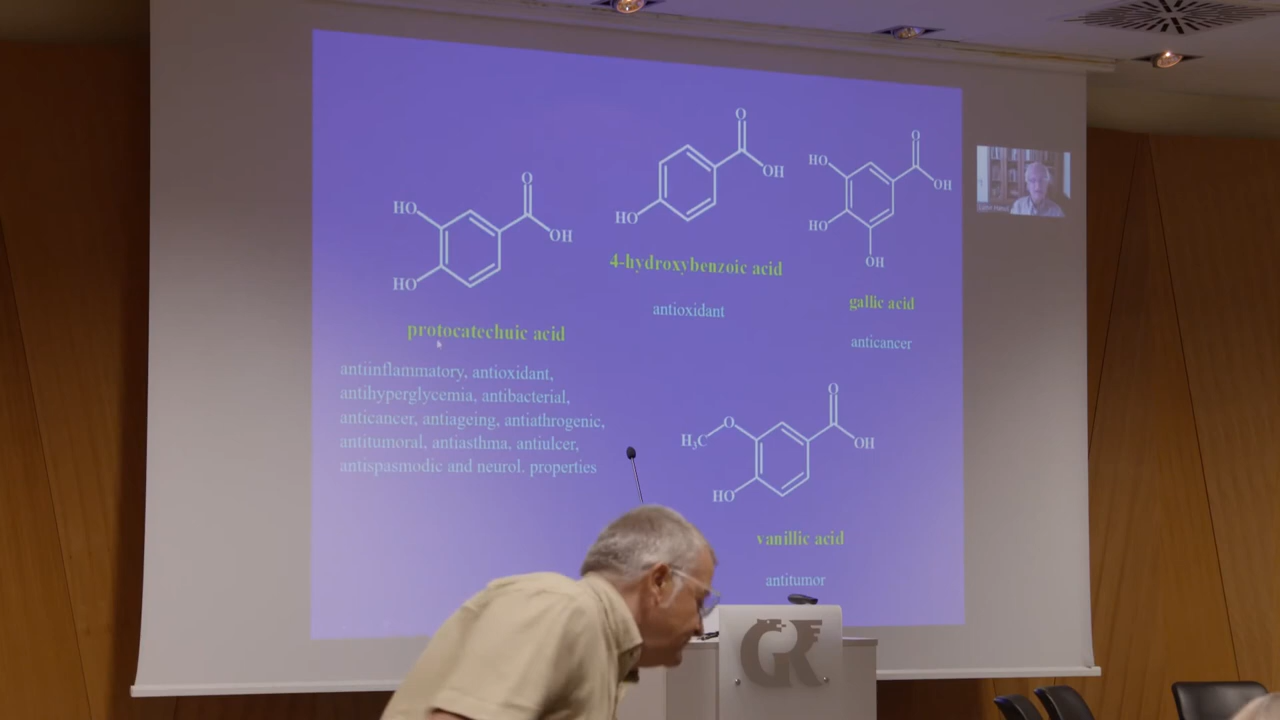 O
HO
OH
HO
protocatechuic acid
antiinflammatory, antioxidant,
antihyperglycemia, antibacterial,
anticancer, antiageing, antiathrogenic,
antitumoral, antiasthma, antiulcer,
antispasmodic and neurol. properties
O
OH
HO
4-hydroxybenzoic acid
antioxidant
O
HO
OH
HO
OH
gallic acid
anticancer
O
O
H₃C
OH
HO
vanillic acid
antitumor